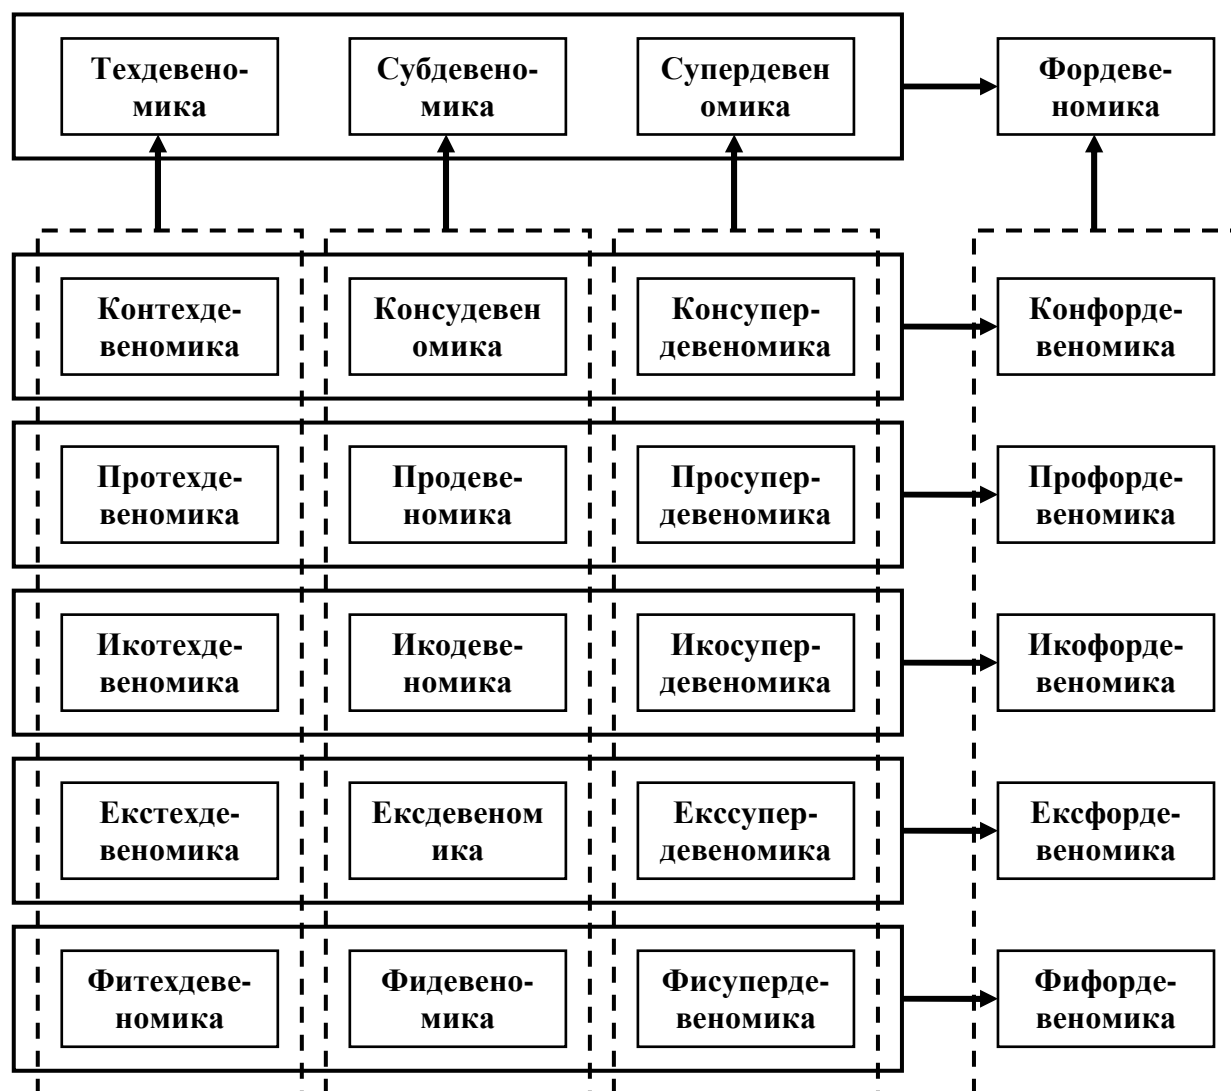 Техдевено-
мика
Субдевено-
мика
Супердевен
омика
Фордеве-
номика
Контехде-
веномика
Консудевен
омика
Консупер-
девеномика
Конфорде-
веномика
Протехде-
веномика
Продеве-
номика
Просупер-
девеномика
Профорде-
веномика
Икотехде-
веномика
Икодеве-
номика
Икосупер-
девеномика
Икофорде-
веномика
Екстехде-
веномика
Ексдевеном
ика
Екссупер-
девеномика
Ексфорде-
веномика
Фитехдеве-
номика
Фидевено-
мика
Фисуперде-
веномика
Фифорде-
веномика